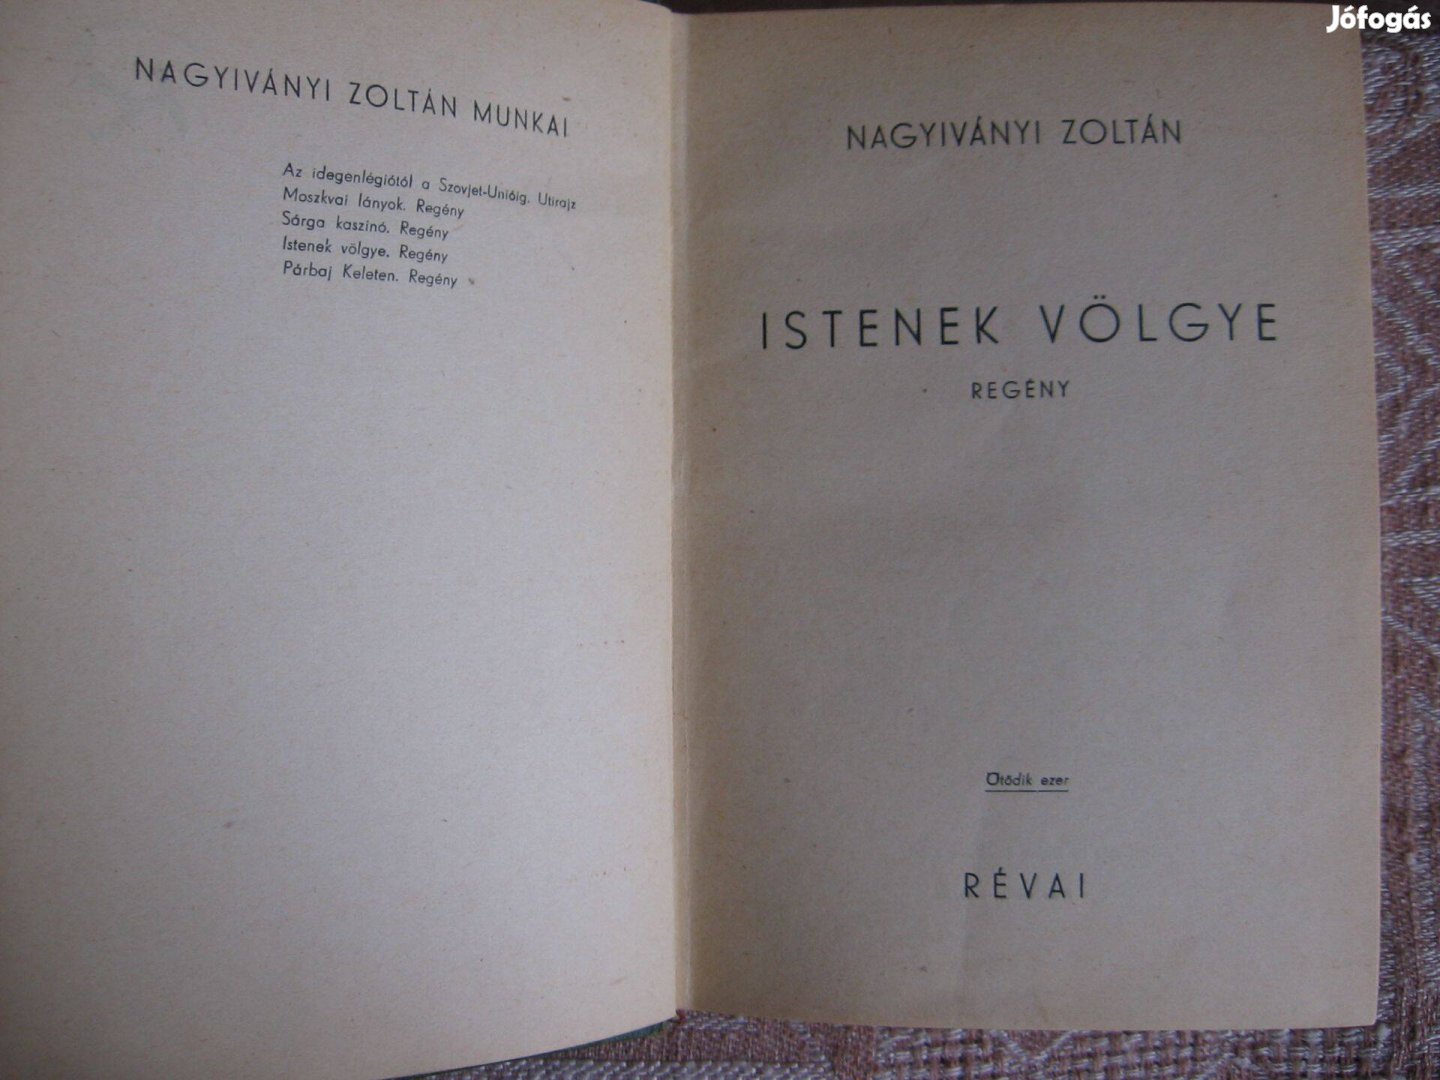 NAGYIVÁNYI ZOLTÁN MUNKAI
Az idegenlégiótól a Szovjet-Unióig. Utirajz
Moszkvai lányok. Regény
Sárga kaszinó. Regény
Istenek völgye. Regény
Párbaj Keleten. Regény
NAGYIVÁNYI ZOLTÁN
ISTENEK VÖLGYE
REGÉNY
Ötödik ezer
RÉVAI
Jófogás